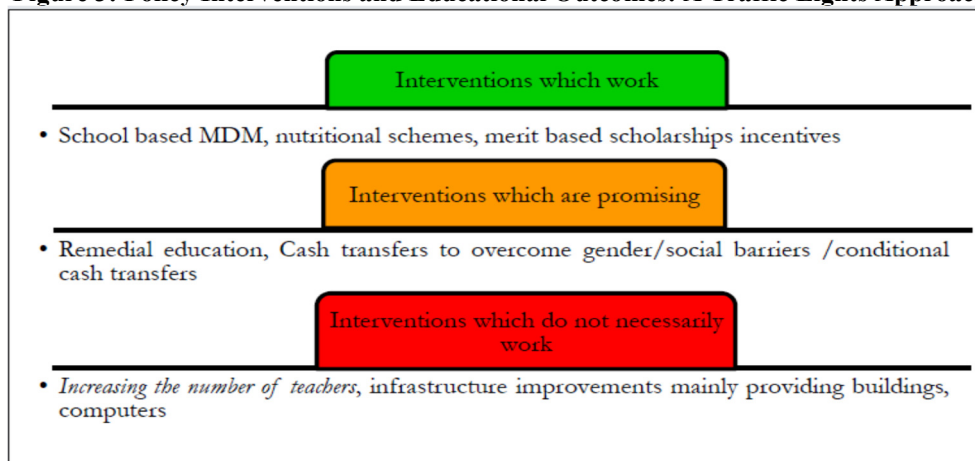 Figure 3: Policy Interventions and Educational Outcomes: A Traffic Lights
Interventions which work
• School based MDM, nutritional schemes, merit based scholarships incentives
Interventions which are promising
• Remedial education, Cash transfers to overcome gender/social barriers /conditional
cash transfers
Interventions which do not necessarily
work
• Increasing the number of teachers, infrastructure improvements mainly providing buildings,
computers